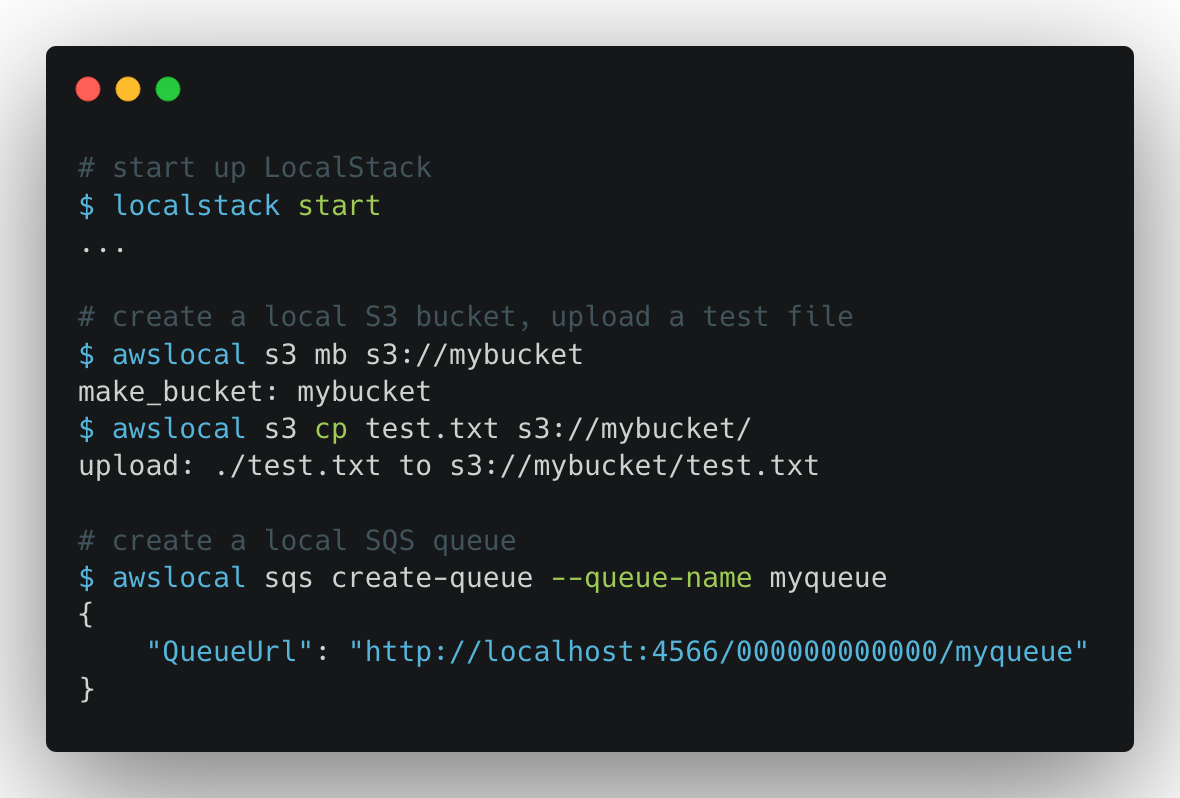 # start up LocalStack
$ localstack start
...
# create a local S3 bucket, upload a test file
$ awslocal s3 mb s3://mybucket
make_bucket: mybucket
$ awslocal s3 cp test.txt s3://mybucket/
upload: ./test.txt to s3://mybucket/test.txt
# create a local SQS queue
$ awslocal sqs create-queue --queue-name myqueue
{
    "QueueUrl": "http://localhost:4566/000000000000/myqueue"
}